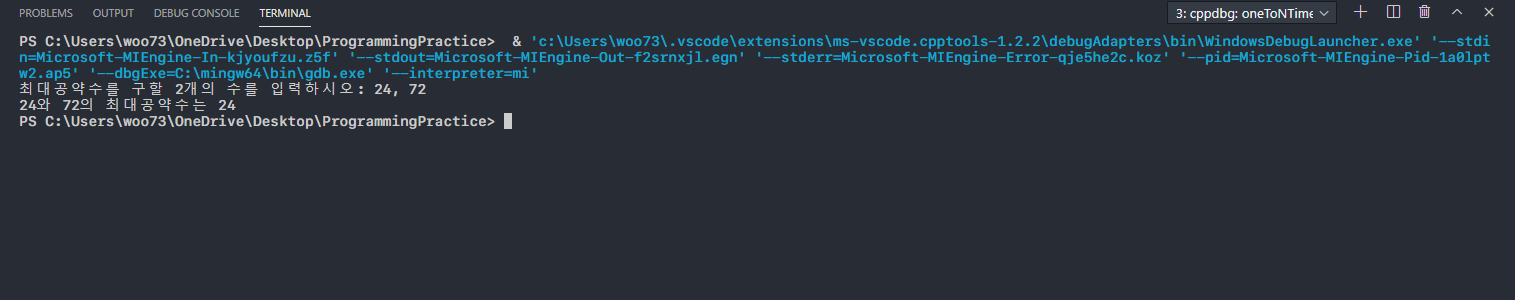 PROBLEMS OUTPUT DEBUG CONSOLE TERMINAL 3: cppdbg: oneToNTime
PS C:\Users\woo73\OneDrive\Desktop\ProgrammingPractice>  & 'c:\Users\woo73\.vscode\extensions\ms-vscode.cpptools-1.2.2\debugAdapters\bin\WindowsDebugLauncher.exe' '--stdi
n=Microsoft-MIEngine-In-kjyoufzu.z5f' '--stdout=Microsoft-MIEngine-Out-f2srnxjl.egn' '--stderr=Microsoft-MIEngine-Error-qje5he2c.koz' '--pid=Microsoft-MIEngine-Pid-1a0lpt
w2.ap5' '--dbgExe=C:\mingw64\bin\gdb.exe' '--interpreter=mi'
최대공약수를 구할 2개의 수를 입력하시오: 24, 72
24와 72의 최대공약수는 24
PS C:\Users\woo73\OneDrive\Desktop\ProgrammingPractice>